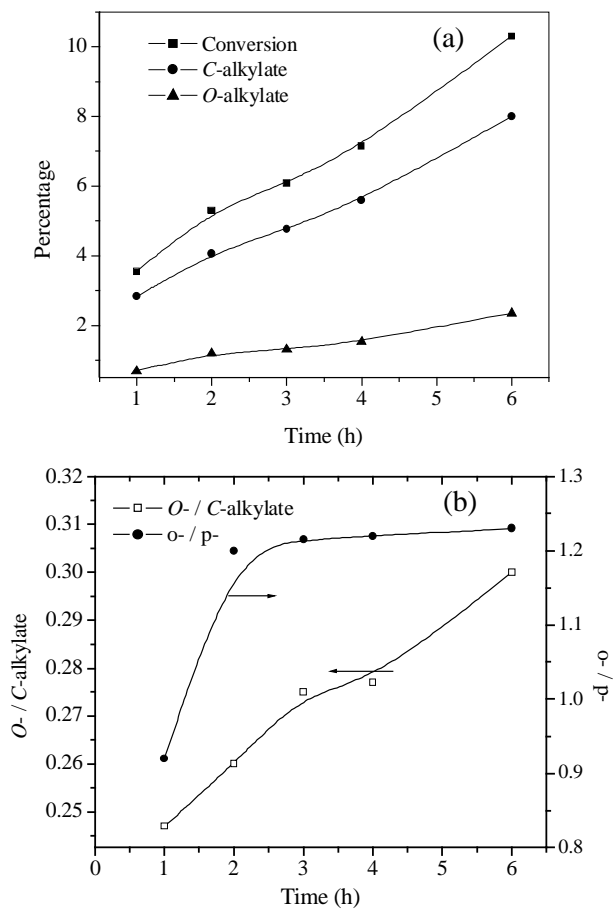 (a)
Conversion
C-alkylate
O-alkylate
10
8
6
4
2
Percentage
1 2 3 4 5 6
Time (h)
(b)
O- / C-alkylate
o- / p-
0.32
0.31
0.30
0.29
0.28
0.27
0.26
0.25
O- / C-alkylate
1.3
1.2
1.1
1.0
0.9
0.8
o- / p-
0 1 2 3 4 5 6
Time (h)